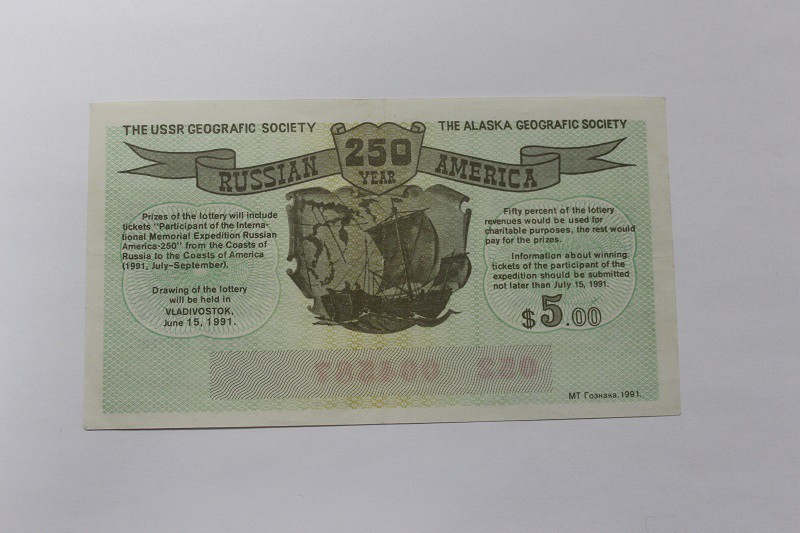 THE USSR GEOGRAFIC SOCIETY
THE ALASKA GEOGRAFIC SOCIETY
250
YEAR
RUSSIAN AMERICA
Prizes of the lottery will include
tickets "Participant of the Interna-
tional Memorial Expedition Russian
America-250" from the Coasts of
Russia to the Coasts of America
(1991, July–September).
Drawing of the lottery
will be held in
VLADIVOSTOK,
June 15, 1991.
Fifty percent of the lottery
revenues would be used for
charitable purposes, the rest would
pay for the prizes.
Information about winning
tickets of the participant of the
expedition should be submitted
not later than July 15, 1991.
$5.00
МТ Гознака. 1991.